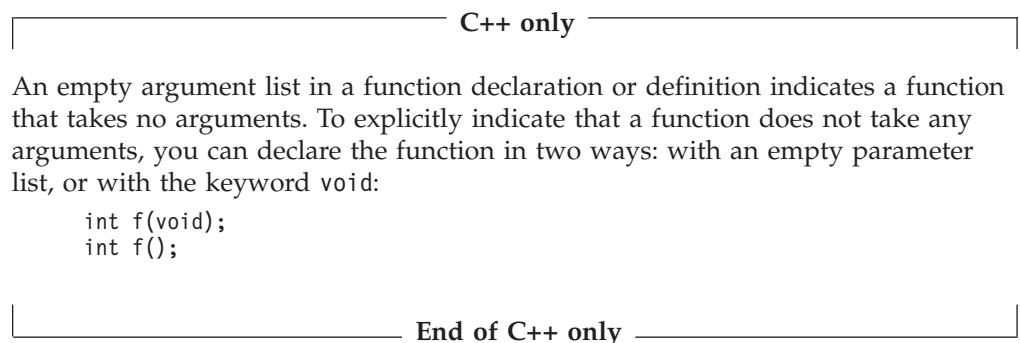 C++ only
An empty argument list in a function declaration or definition indicates a function
that takes no arguments. To explicitly indicate that a function does not take any
arguments, you can declare the function in two ways: with an empty parameter
list, or with the keyword void:
int f(void);
int f();
End of C++ only